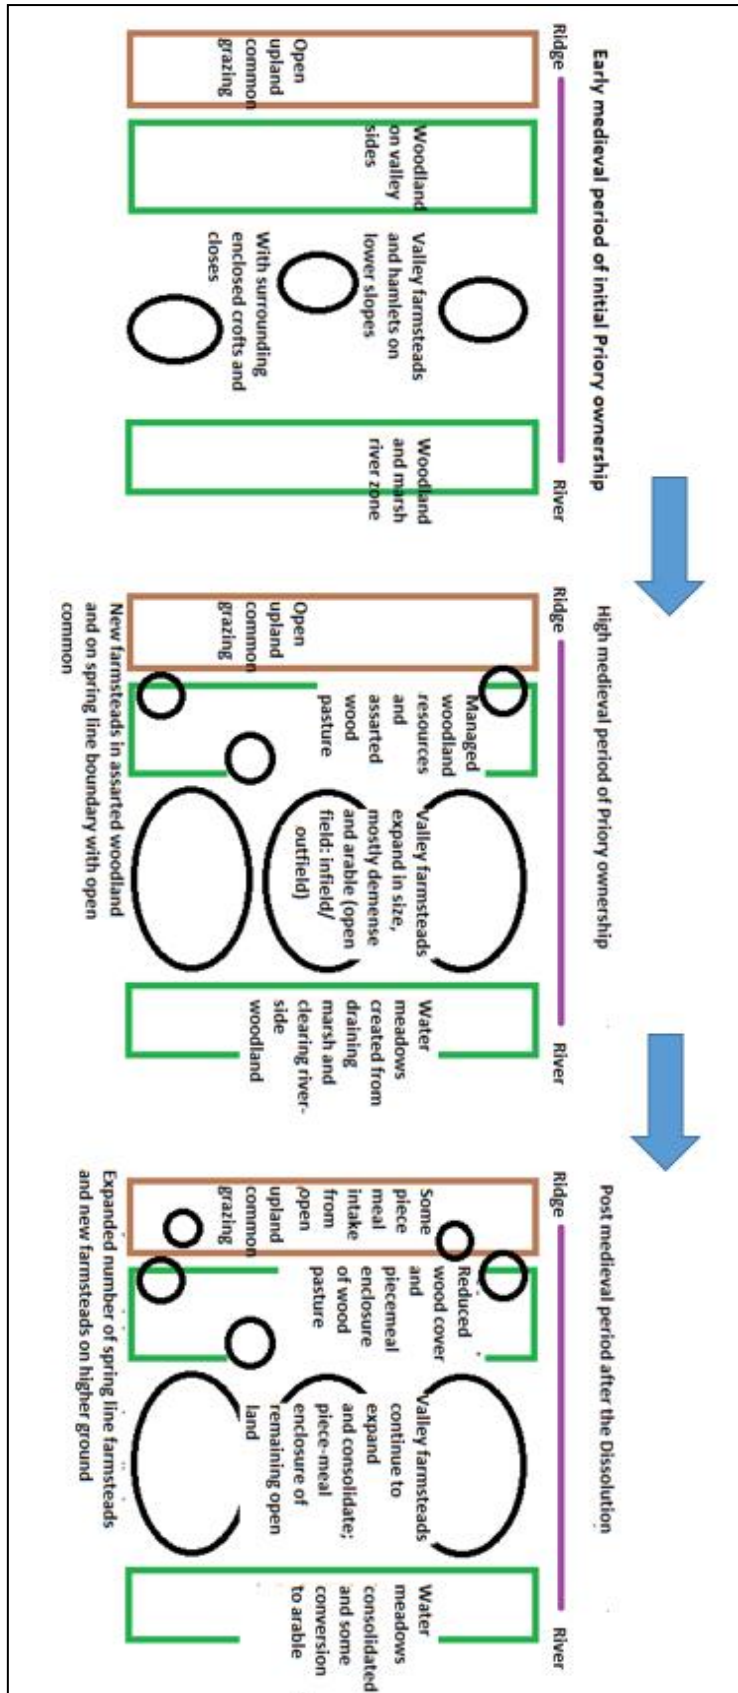 Early medieval period of initial Priory ownership
Ridge
River
Open
upland
common
grazing
Woodland
on valley
sides
Valley farmsteads
and hamlets on
lower slopes
With surrounding
enclosed crofts and
closes
Woodland
and marsh
river zone
High medieval period of Priory ownership
Ridge
River
Open
upland
common
grazing
Managed
woodland
resources
and
assarted
wood
pasture
Valley farmsteads
expand in size,
mostly demense
and arable (open
field: infield/
outfield)
Water
meadows
created from
draining
marsh and
clearing river-
side
woodland
New farmsteads in assarted woodland
and on spring line boundary with open
common
Post medieval period after the Dissolution
Ridge
River
Some
piece
meal
intake
from
open
upland
common
grazing
Reduced
wood cover
and
piecemeal
enclosure
of wood
pasture
Valley farmsteads
continue to
expand
and consolidate;
piece-meal
enclosure of
remaining open
land
Water
meadows
consolidated
and some
conversion
to arable
Expanded number of spring line farmsteads
and new farmsteads on higher ground